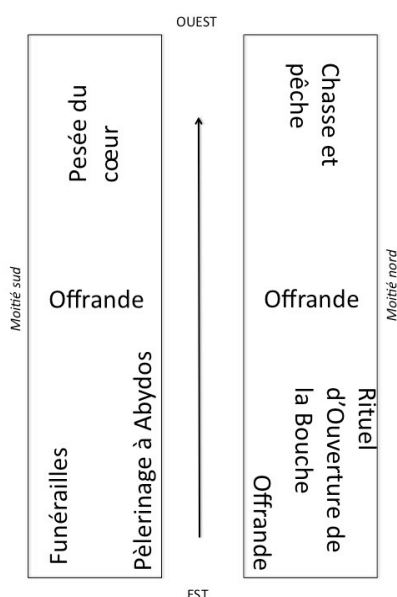 OUEST
Moitié sud
Pesée du
cœur
Offrande
Funérailles
Pèlerinage à Abydos
Chasse et
pêche
Offrande
Rituel
d'Ouverture de
la Bouche
Offrande
Moitié nord
EST